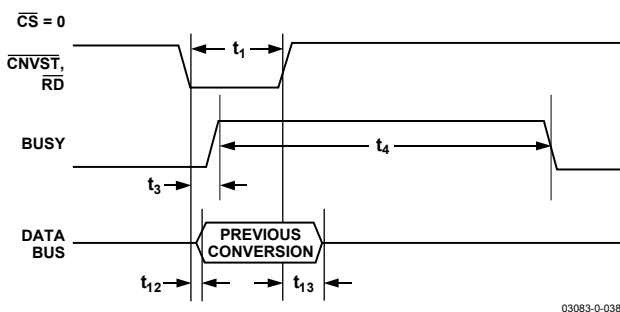 CS = 0
CNVST,
RD
t1
BUSY
t4
t3
DATA
BUS
PREVIOUS
CONVERSION
t12
t13
03083-0-038